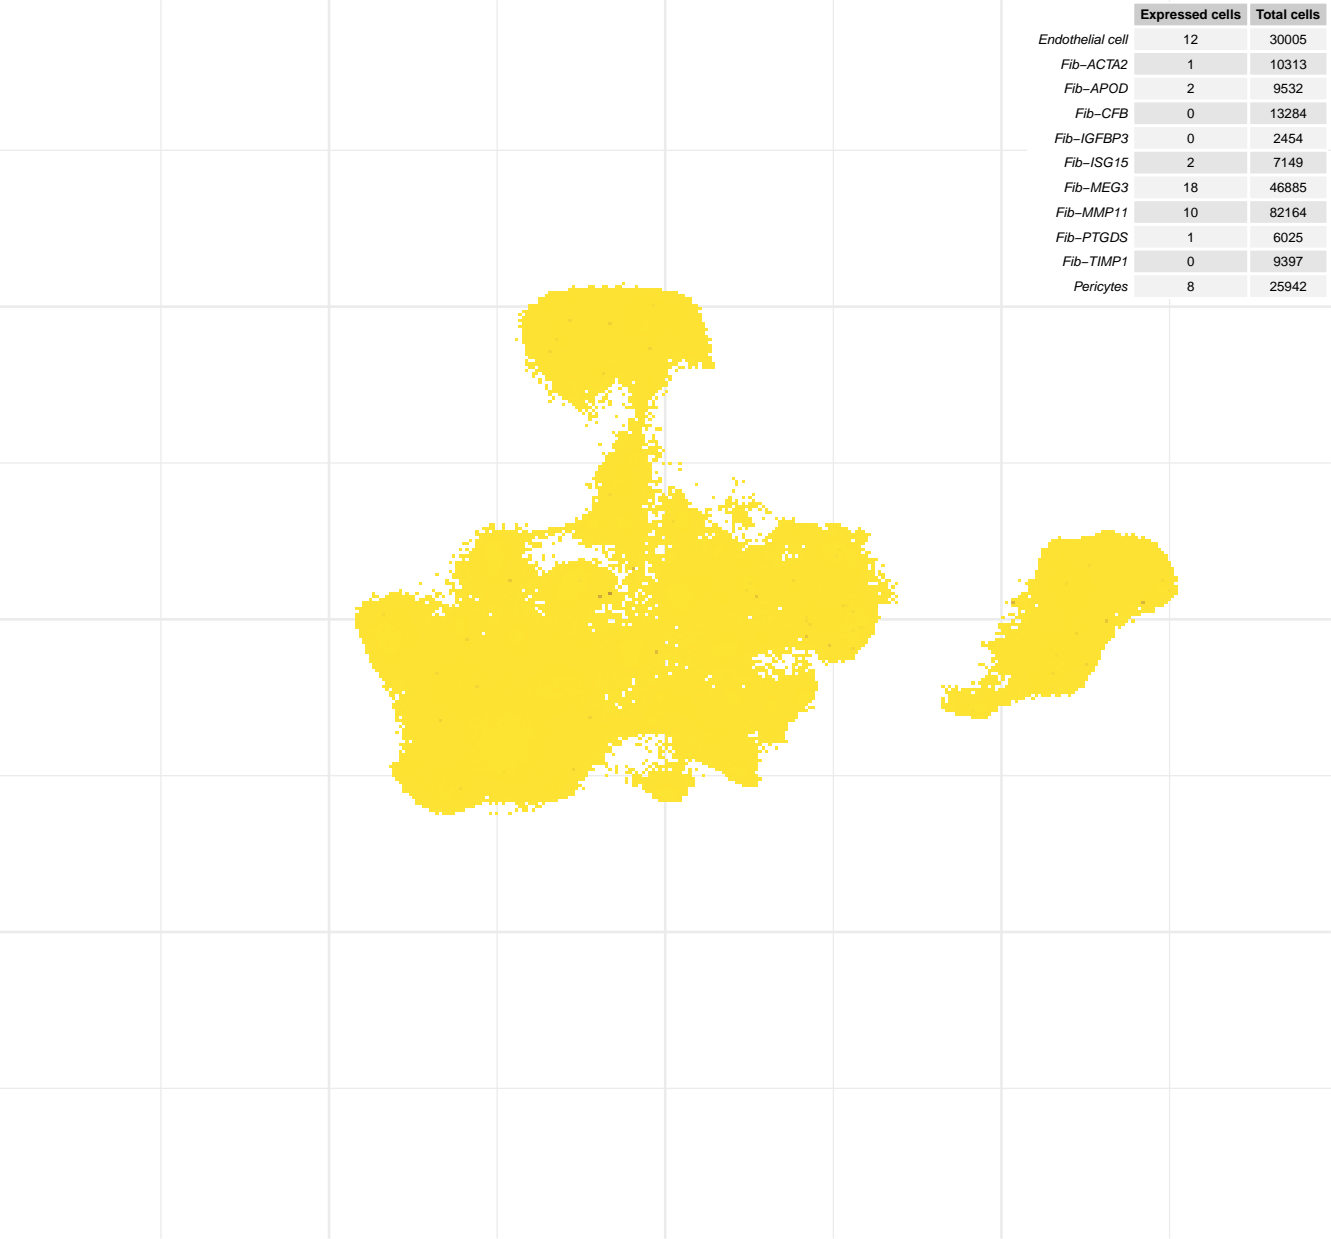 Expressed cells Total cells
Endothelial cell 12 30005
Fib−ACTA2 1 10313
Fib−APOD 2 9532
Fib−CFB 0 13284
Fib−IGFBP3 0 2454
Fib−ISG15 2 7149
Fib−MEG3 18 46885
Fib−MMP11 10 82164
Fib−PTGDS 1 6025
Fib−TIMP1 0 9397
Pericytes 8 25942